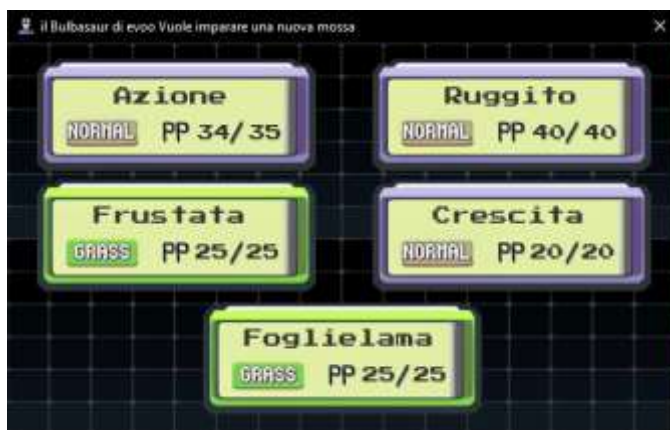 il Bulbasaur di evoo Vuole imparare una nuova mossa
Azione
NORMAL PP 34/35
Ruggito
NORMAL PP 40/40
Frustata
GRASS PP 25/25
Crescita
NORMAL PP 20/20
Foglielama
GRASS PP 25/25